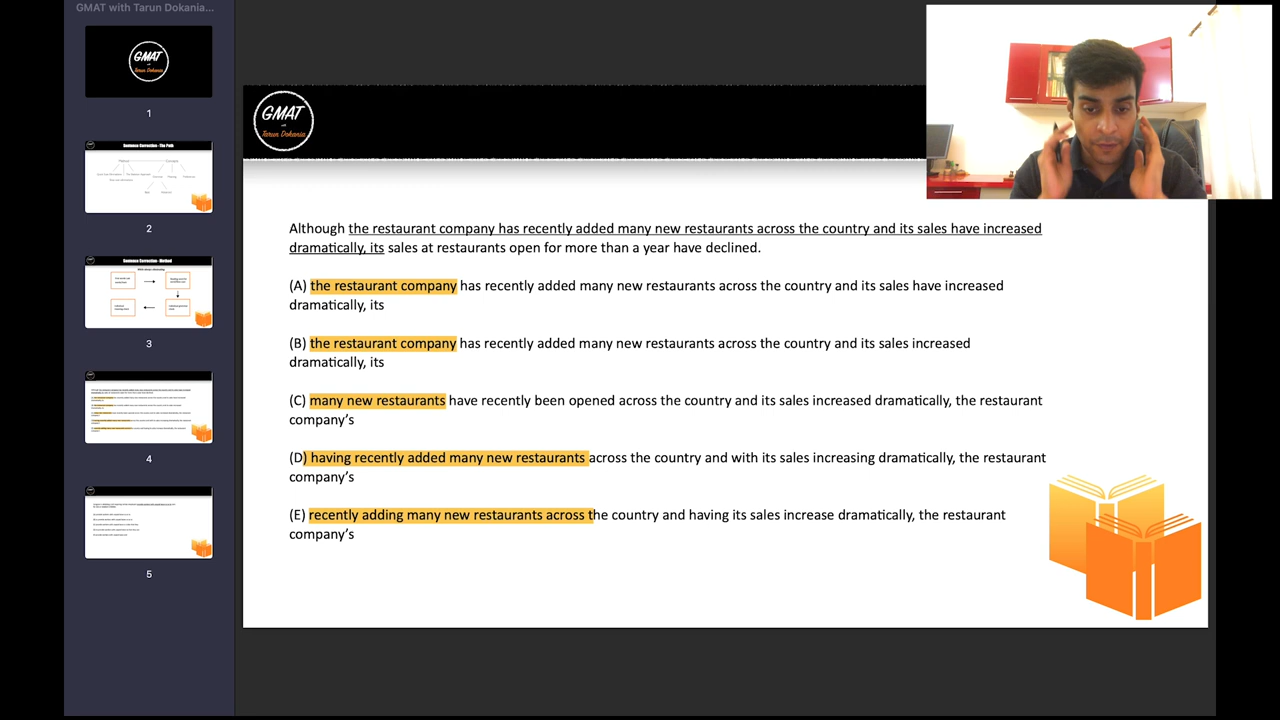 GMAT with Tarun Dokania...
GMAT
with
Tarun Dokania
1
Sentence Correction - The Path
2
Sentence Correction - Method
3
4
5
GMAT
with
Tarun Dokania
Although the restaurant company has recently added many new restaurants across the country and its sales have increased
dramatically, its sales at restaurants open for more than a year have declined.
(A) the restaurant company has recently added many new restaurants across the country and its sales have increased
dramatically, its
(B) the restaurant company has recently added many new restaurants across the country and its sales increased
dramatically, its
(C) many new restaurants have recently been opened across the country and its sales increased dramatically, the restaurant
company’s
(D) having recently added many new restaurants across the country and with its sales increasing dramatically, the restaurant
company’s
(E) recently adding many new restaurants across the country and having its sales increase dramatically, the restaurant
company’s